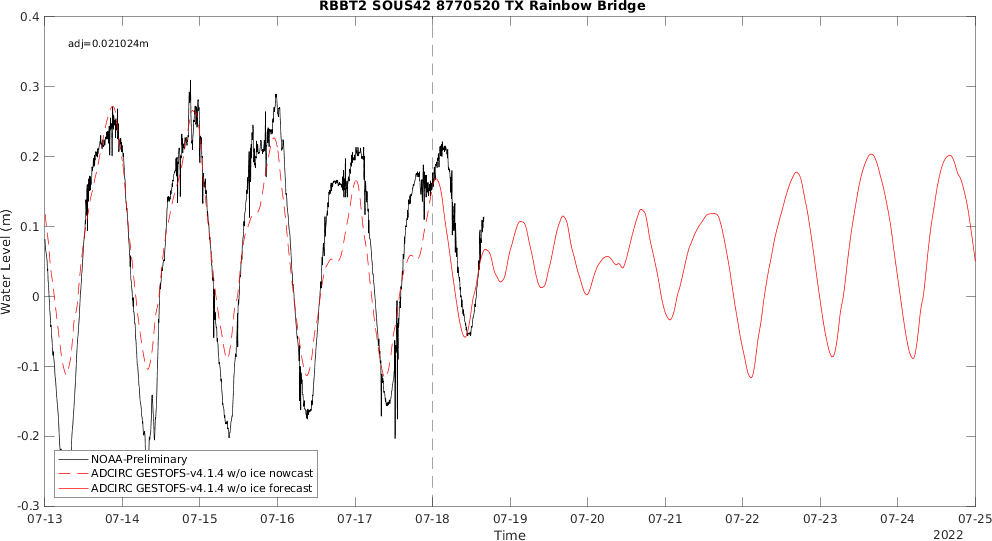 RBBT2 SOUS42 8770520 TX Rainbow Bridge
0.4
adj=0.021024m
0.3
0.2
0.1
0
-0.1
-0.2
-0.3
Water Level (m)
NOAA-Preliminary
ADCIRC GESTOFS-v4.1.4 w/o ice nowcast
ADCIRC GESTOFS-v4.1.4 w/o ice forecast
07-13 07-14 07-15 07-16 07-17 07-18 07-19 07-20 07-21 07-22 07-23 07-24 07-25
Time
2022